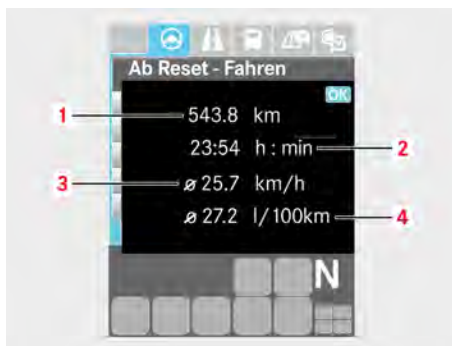 Ab Reset - Fahren
OK
1 543.8 km
23:54 h : min 2
3 ø 25.7 km/h
ø 27.2 l/100km 4
N